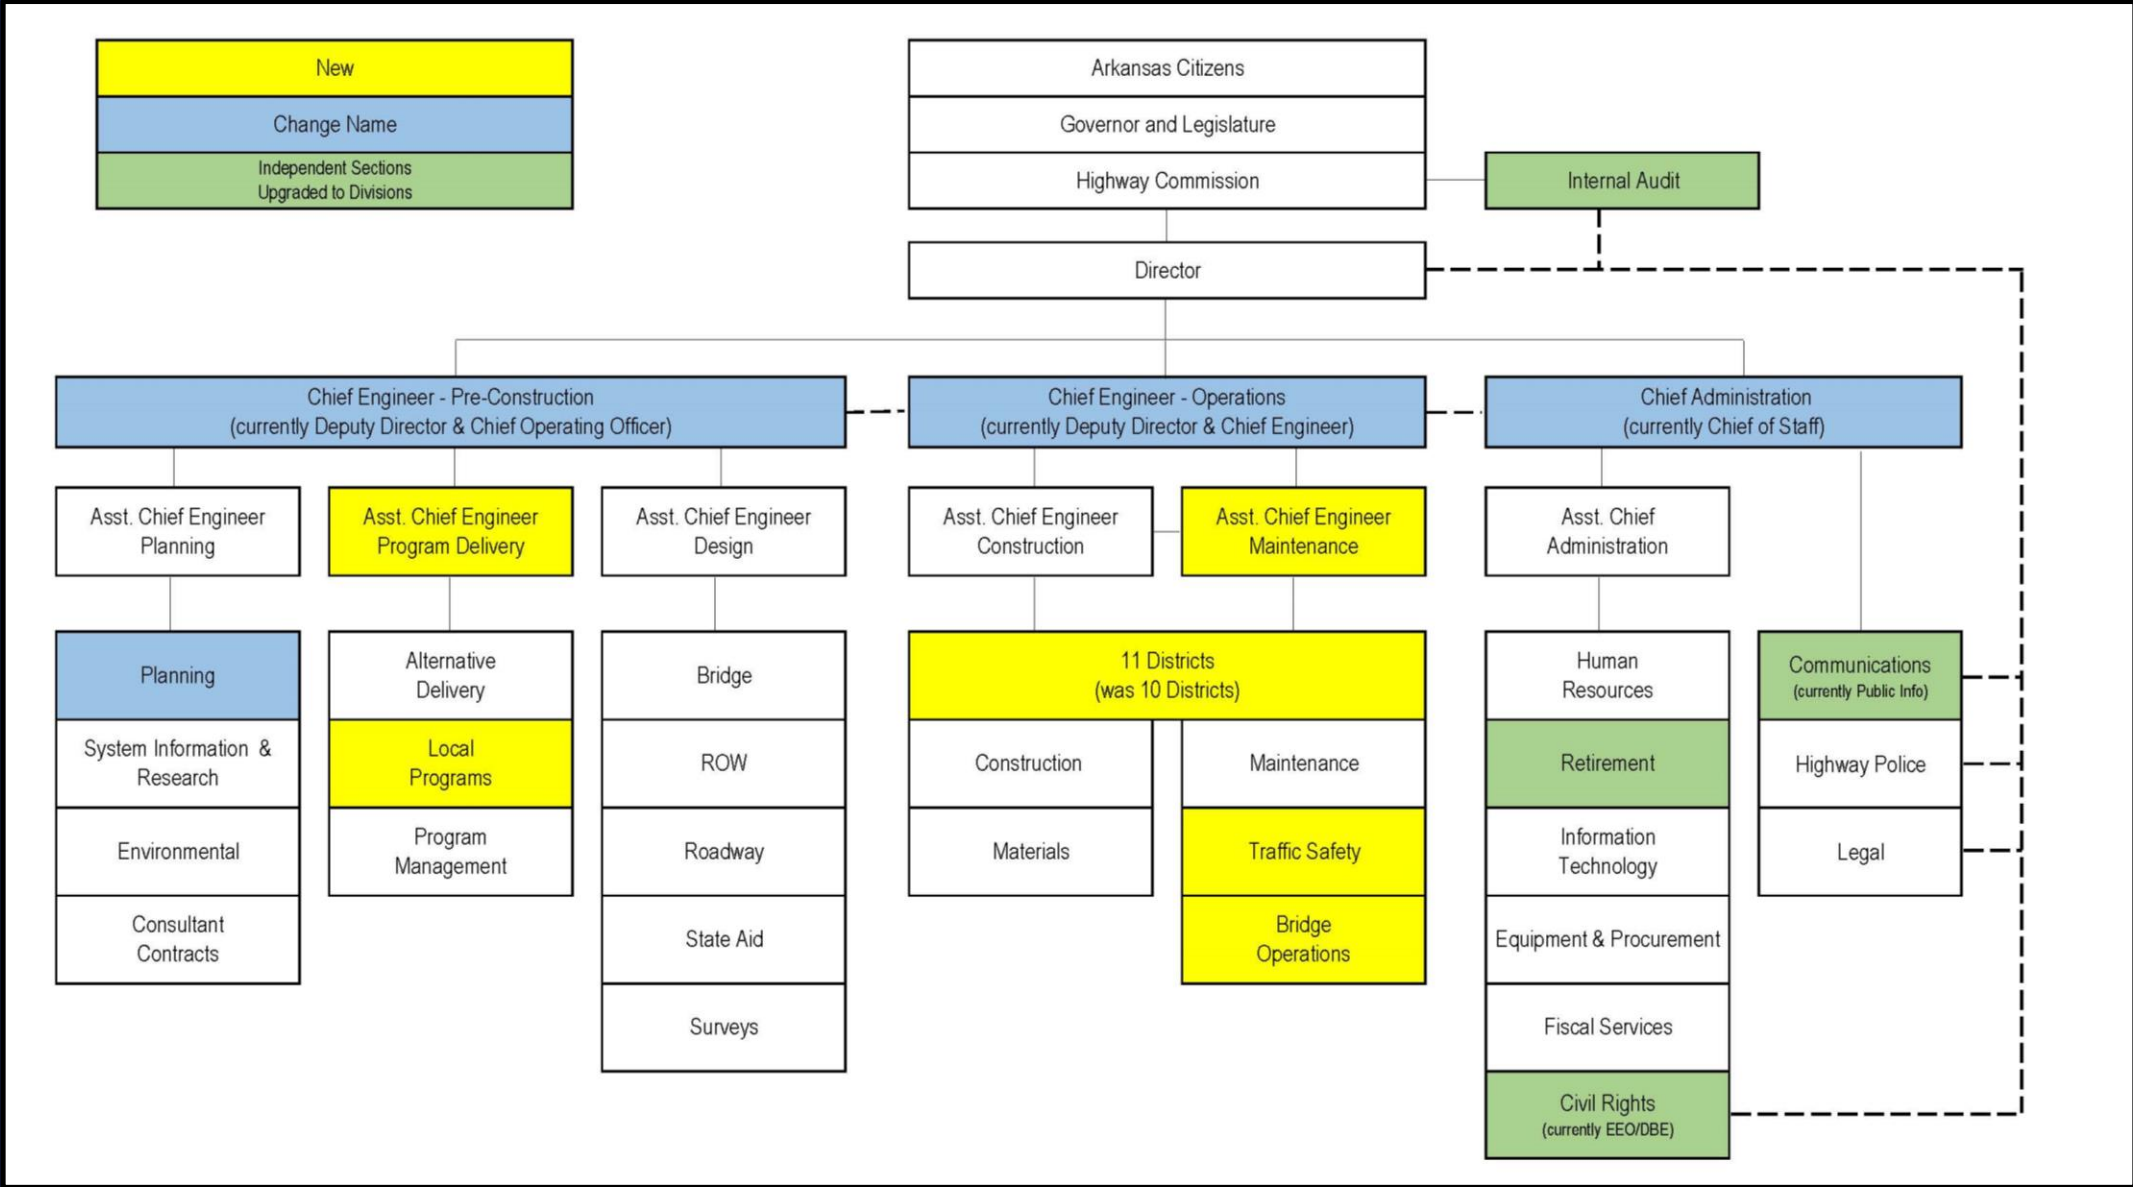 New
Change Name
Independent Sections
Upgraded to Divisions
Arkansas Citizens
Governor and Legislature
Highway Commission
Internal Audit
Director
Chief Engineer - Pre-Construction
(currently Deputy Director & Chief Operating Officer)
Chief Engineer - Operations
(currently Deputy Director & Chief Engineer)
Chief Administration
(currently Chief of Staff)
Asst. Chief Engineer
Planning
Asst. Chief Engineer
Program Delivery
Asst. Chief Engineer
Design
Asst. Chief Engineer
Construction
Asst. Chief Engineer
Maintenance
Asst. Chief
Administration
Planning
System Information &
Research
Environmental
Consultant
Contracts
Alternative
Delivery
Local
Programs
Program
Management
Bridge
ROW
Roadway
State Aid
Surveys
11 Districts
(was 10 Districts)
Construction
Materials
Maintenance
Traffic Safety
Bridge
Operations
Human
Resources
Retirement
Information
Technology
Equipment & Procurement
Fiscal Services
Civil Rights
(currently EEO/DBE)
Communications
(currently Public Info)
Highway Police
Legal